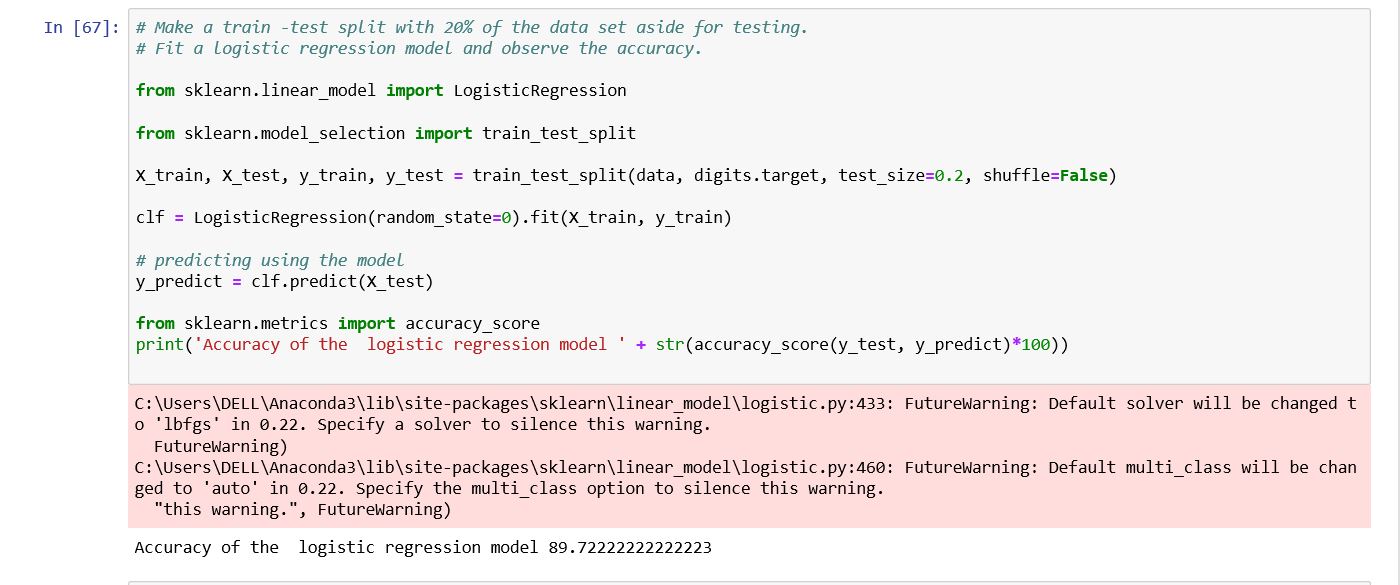 In [67]:
# Make a train -test split with 20% of the data set aside for testing.
# Fit a logistic regression model and observe the accuracy.
from sklearn.linear_model import LogisticRegression
from sklearn.model_selection import train_test_split
X_train, X_test, y_train, y_test = train_test_split(data, digits.target, test_size=0.2, shuffle=False)
clf = LogisticRegression(random_state=0).fit(X_train, y_train)
# predicting using the model
y_predict = clf.predict(X_test)
from sklearn.metrics import accuracy_score
print('Accuracy of the  logistic regression model ' + str(accuracy_score(y_test, y_predict)*100))
C:\Users\DELL\Anaconda3\lib\site-packages\sklearn\linear_model\logistic.py:433: FutureWarning: Default solver will be changed t
o 'lbfgs' in 0.22. Specify a solver to silence this warning.
  FutureWarning)
C:\Users\DELL\Anaconda3\lib\site-packages\sklearn\linear_model\logistic.py:460: FutureWarning: Default multi_class will be chan
ged to 'auto' in 0.22. Specify the multi_class option to silence this warning.
  "this warning.", FutureWarning)
Accuracy of the  logistic regression model 89.72222222222223